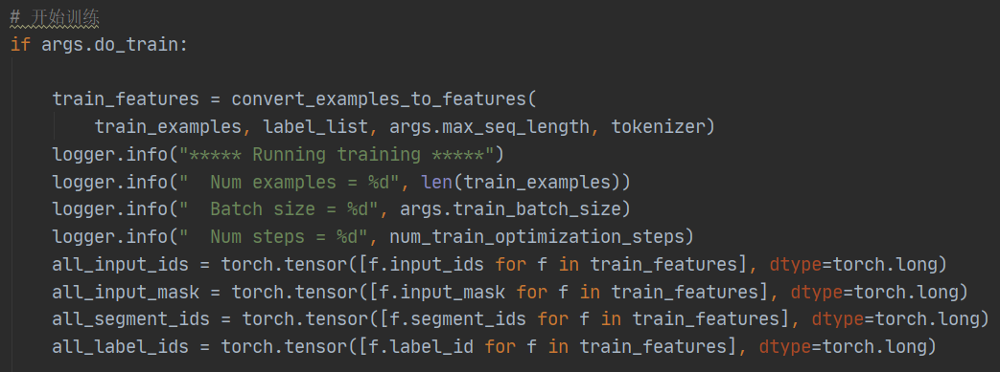 # 开始训练
if args.do_train:
train_features = convert_examples_to_features(
train_examples, label_list, args.max_seq_length, tokenizer)
logger.info("***** Running training *****")
logger.info("  Num examples = %d", len(train_examples))
logger.info("  Batch size = %d", args.train_batch_size)
logger.info("  Num steps = %d", num_train_optimization_steps)
all_input_ids = torch.tensor([f.input_ids for f in train_features], dtype=torch.long)
all_input_mask = torch.tensor([f.input_mask for f in train_features], dtype=torch.long)
all_segment_ids = torch.tensor([f.segment_ids for f in train_features], dtype=torch.long)
all_label_ids = torch.tensor([f.label_id for f in train_features], dtype=torch.long)